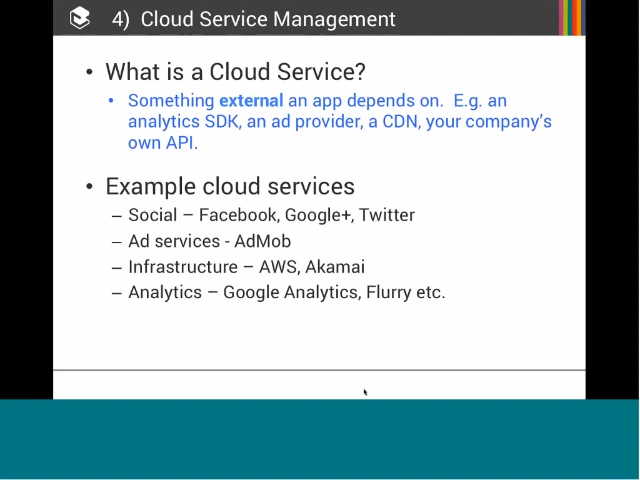 4) Cloud Service Management
• What is a Cloud Service?
• Something external an app depends on. E.g. an
analytics SDK, an ad provider, a CDN, your company's
own API.
• Example cloud services
– Social – Facebook, Google+, Twitter
– Ad services - AdMob
– Infrastructure – AWS, Akamai
– Analytics – Google Analytics, Flurry etc.